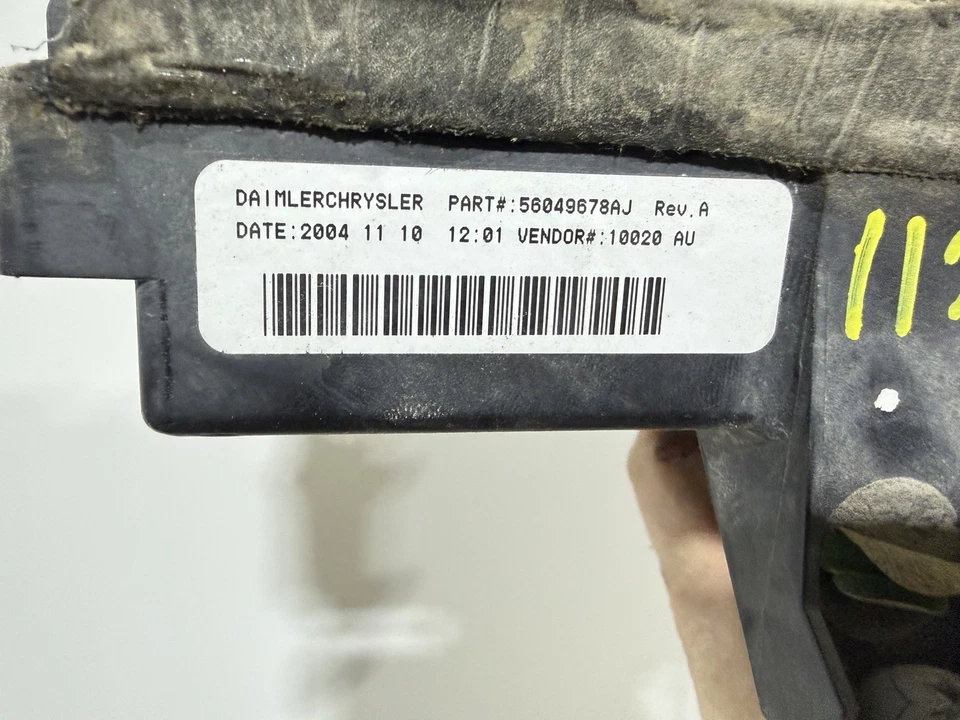 DAIMLERCHRYSLER PART#:56049678AJ Rev.A
DATE:2004 11 10 12:01 VENDOR#:10020 AU